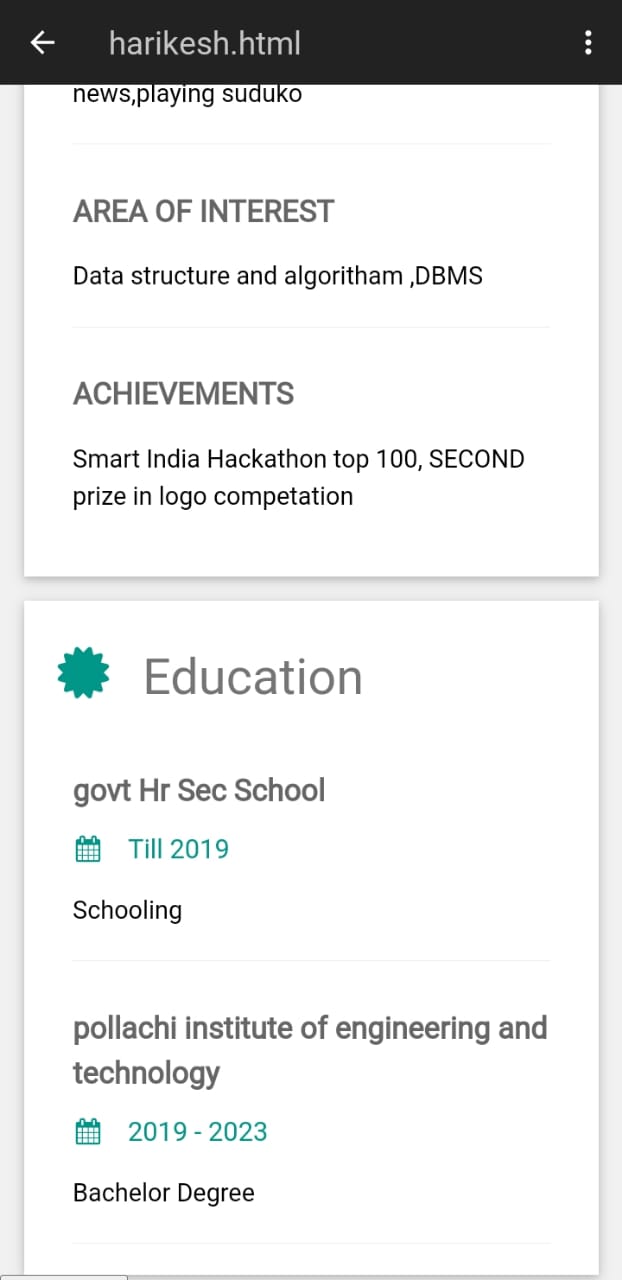 harikesh.html
news,playing suduko
AREA OF INTEREST
Data structure and algoritham ,DBMS
ACHIEVEMENTS
Smart India Hackathon top 100, SECOND
prize in logo competation
Education
govt Hr Sec School
Till 2019
Schooling
pollachi institute of engineering and
technology
2019 - 2023
Bachelor Degree